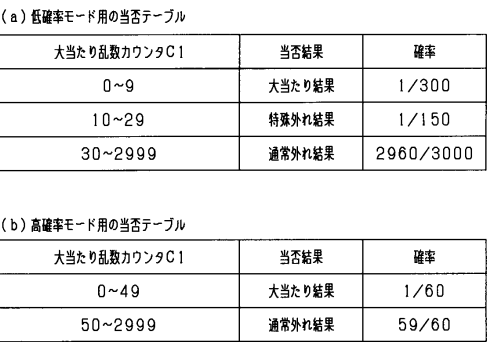 (a)低確率モード用の当否テーブル
大当たり乱数カウンタC1 当否結果 確率
0~9 大当たり結果 1/300
10~29 特殊外れ結果 1/150
30~2999 通常外れ結果 2960/3000
(b)高確率モード用の当否テーブル
大当たり乱数カウンタC1 当否結果 確率
0~49 大当たり結果 1/60
50~2999 通常外れ結果 59/60